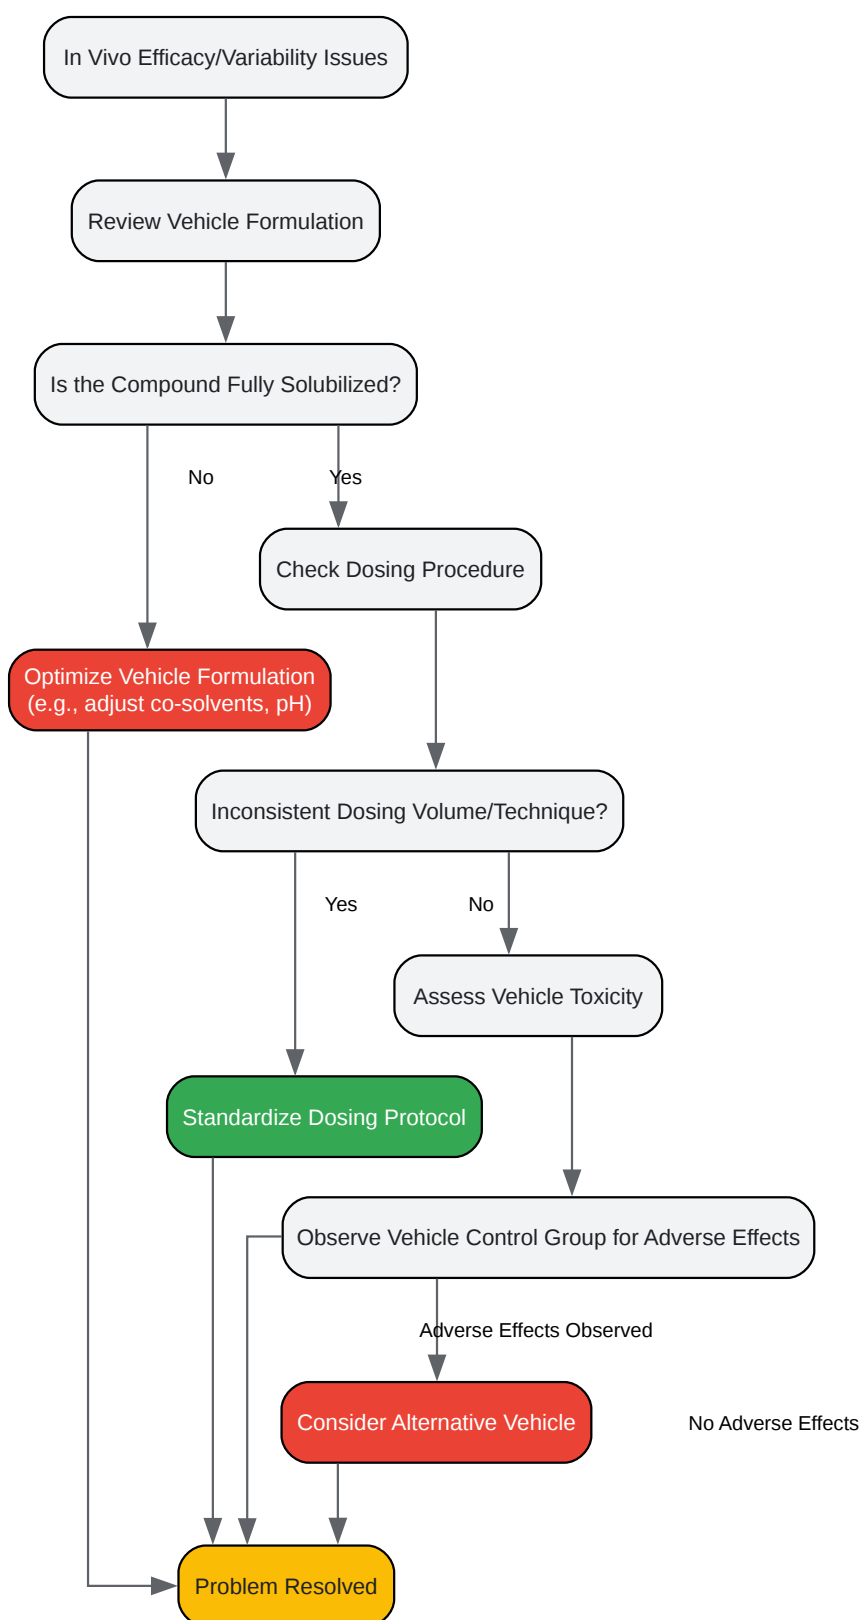 In Vivo Efficacy/Variability Issues
Review Vehicle Formulation
Is the Compound Fully Solubilized?
No
Yes
Check Dosing Procedure
Optimize Vehicle Formulation
(e.g., adjust co-solvents, pH)
Inconsistent Dosing Volume/Technique?
Yes
No
Assess Vehicle Toxicity
Standardize Dosing Protocol
Observe Vehicle Control Group for Adverse Effects
Adverse Effects Observed
Consider Alternative Vehicle
No Adverse Effects
Problem Resolved